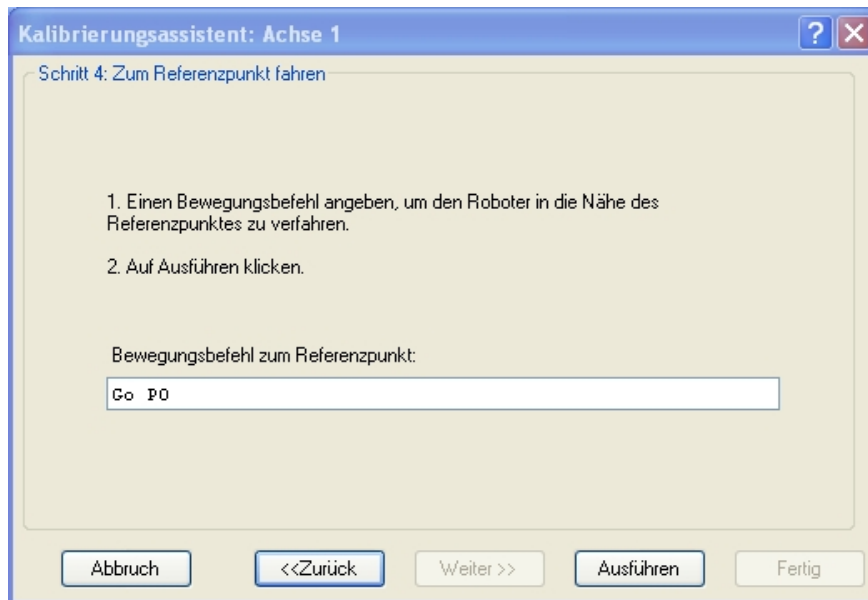 Kalibrierungsassistent: Achse 1
Schritt 4: Zum Referenzpunkt fahren
1. Einen Bewegungsbefehl angeben, um den Roboter in die Nähe des
Referenzpunktes zu verfahren.
2. Auf Ausführen klicken.
Bewegungsbefehl zum Referenzpunkt:
Go P0
Abbruch
<<Zurück
Weiter >>
Ausführen
Fertig